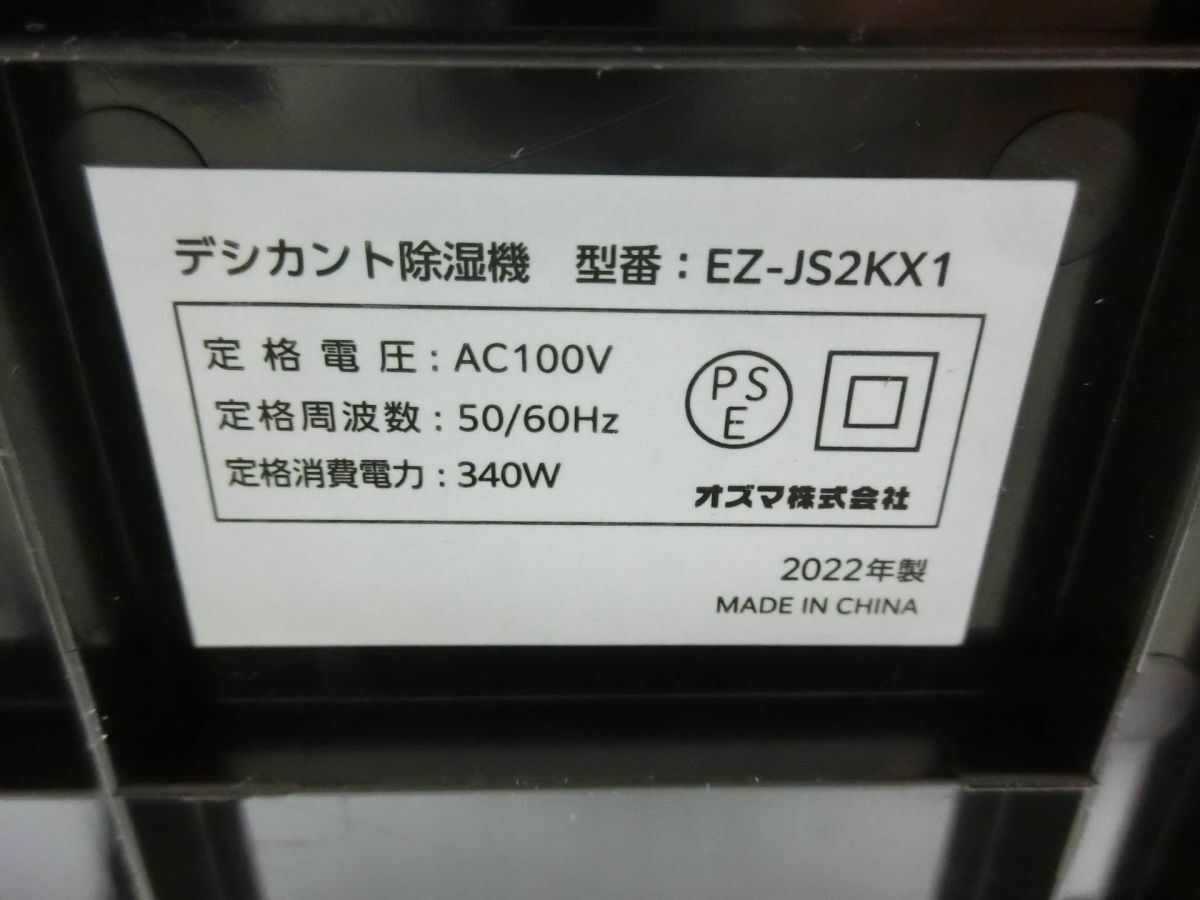 デシカント除湿機 型番：EZ-JS2KX1
定格電圧：AC100V
定格周波数：50/60Hz
定格消費電力：340W
PS
E
オズマ株式会社
2022年製
MADE IN CHINA